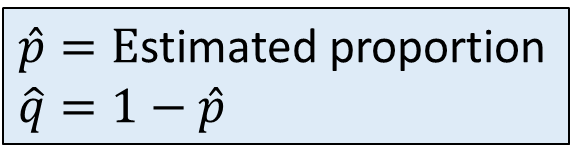 p̂ = Estimated proportion
q̂ = 1 − p̂